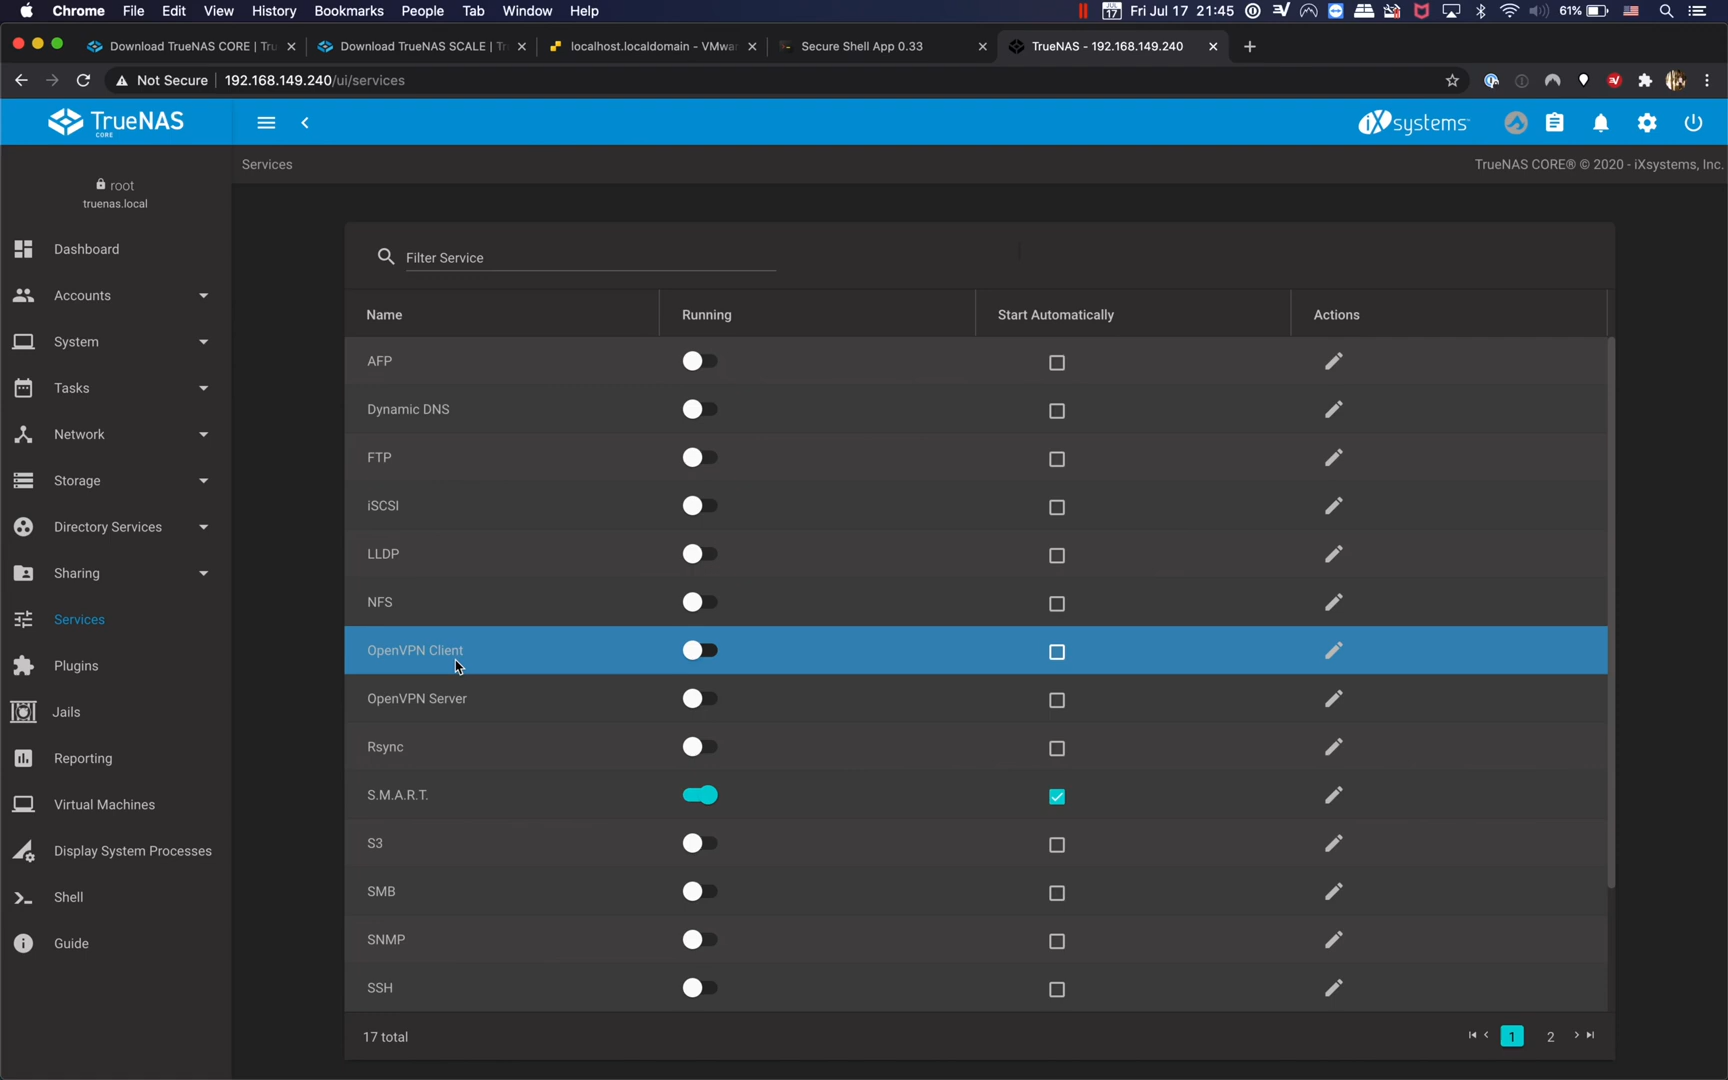 Chrome File Edit View History Bookmarks People Tab Window Help JUL 17 Fri Jul 17 21:45 61%
Download TrueNAS CORE | Tru Download TrueNAS SCALE | Tr localhost.localdomain - VMwar Secure Shell App 0.33 TrueNAS - 192.168.149.240
Not Secure 192.168.149.240/ui/services
TrueNAS CORE
iXsystems
Services
TrueNAS CORE® © 2020 - iXsystems, Inc.
root
truenas.local
Dashboard
Accounts
System
Tasks
Network
Storage
Directory Services
Sharing
Services
Plugins
Jails
Reporting
Virtual Machines
Display System Processes
Shell
Guide
Filter Service
Name Running Start Automatically Actions
AFP
Dynamic DNS
FTP
iSCSI
LLDP
NFS
OpenVPN Client
OpenVPN Server
Rsync
S.M.A.R.T.
S3
SMB
SNMP
SSH
17 total
1 2